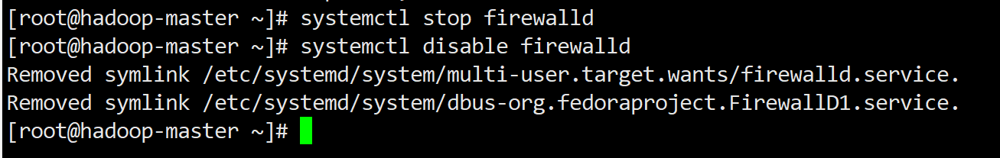 [root@hadoop-master ~]# systemctl stop firewalld
[root@hadoop-master ~]# systemctl disable firewalld
Removed symlink /etc/systemd/system/multi-user.target.wants/firewalld.service.
Removed symlink /etc/systemd/system/dbus-org.fedoraproject.FirewallD1.service.
[root@hadoop-master ~]#